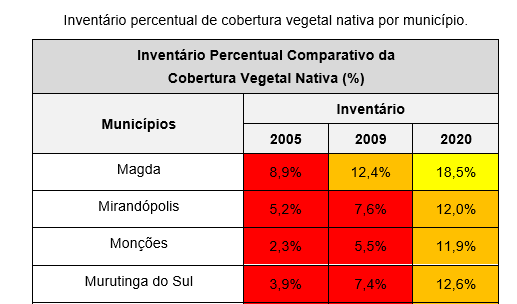 Inventário percentual de cobertura vegetal nativa por município.
Inventário Percentual Comparativo da
Cobertura Vegetal Nativa (%)
Municípios
Inventário
2005 2009 2020
Magda 8,9% 12,4% 18,5%
Mirandópolis 5,2% 7,6% 12,0%
Monções 2,3% 5,5% 11,9%
Murutinga do Sul 3,9% 7,4% 12,6%